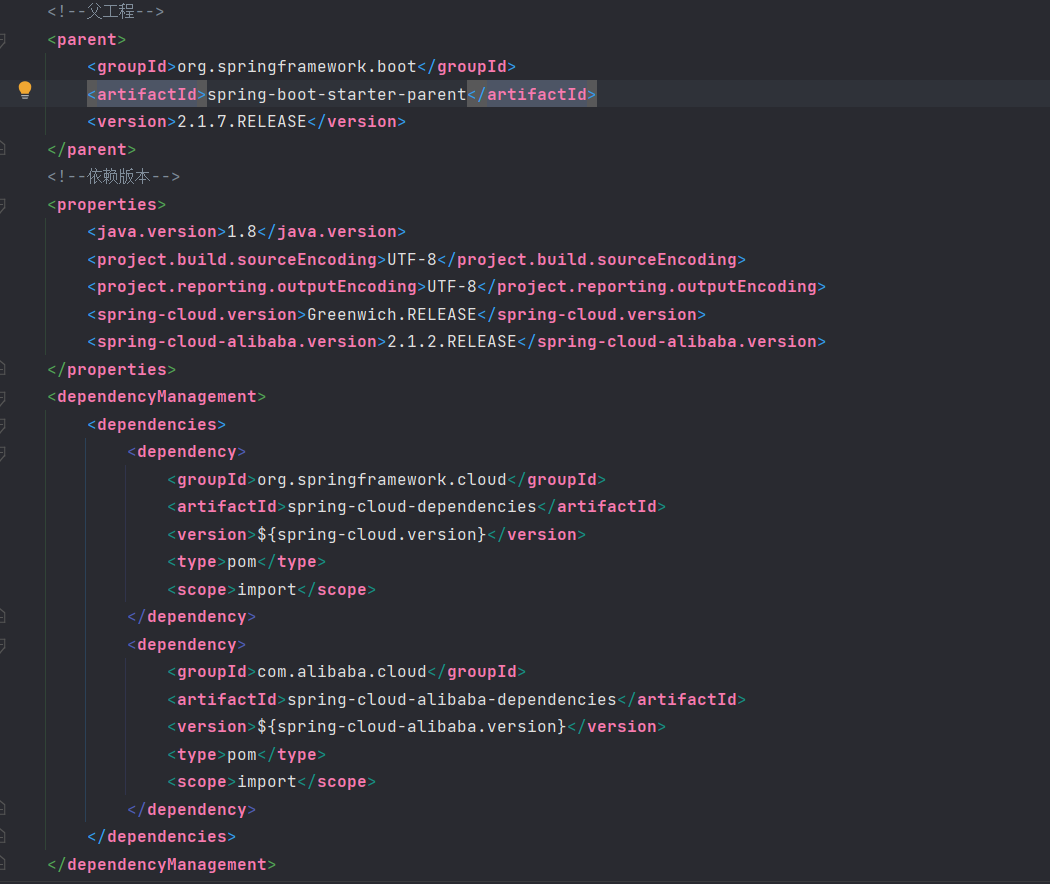 <!--父工程-->
<parent>
<groupId>org.springframework.boot</groupId>
<artifactId>spring-boot-starter-parent</artifactId>
<version>2.1.7.RELEASE</version>
</parent>
<!--依赖版本-->
<properties>
<java.version>1.8</java.version>
<project.build.sourceEncoding>UTF-8</project.build.sourceEncoding>
<project.reporting.outputEncoding>UTF-8</project.reporting.outputEncoding>
<spring-cloud.version>Greenwich.RELEASE</spring-cloud.version>
<spring-cloud-alibaba.version>2.1.2.RELEASE</spring-cloud-alibaba.version>
</properties>
<dependencyManagement>
<dependencies>
<dependency>
<groupId>org.springframework.cloud</groupId>
<artifactId>spring-cloud-dependencies</artifactId>
<version>${spring-cloud.version}</version>
<type>pom</type>
<scope>import</scope>
</dependency>
<dependency>
<groupId>com.alibaba.cloud</groupId>
<artifactId>spring-cloud-alibaba-dependencies</artifactId>
<version>${spring-cloud-alibaba.version}</version>
<type>pom</type>
<scope>import</scope>
</dependency>
</dependencies>
</dependencyManagement>